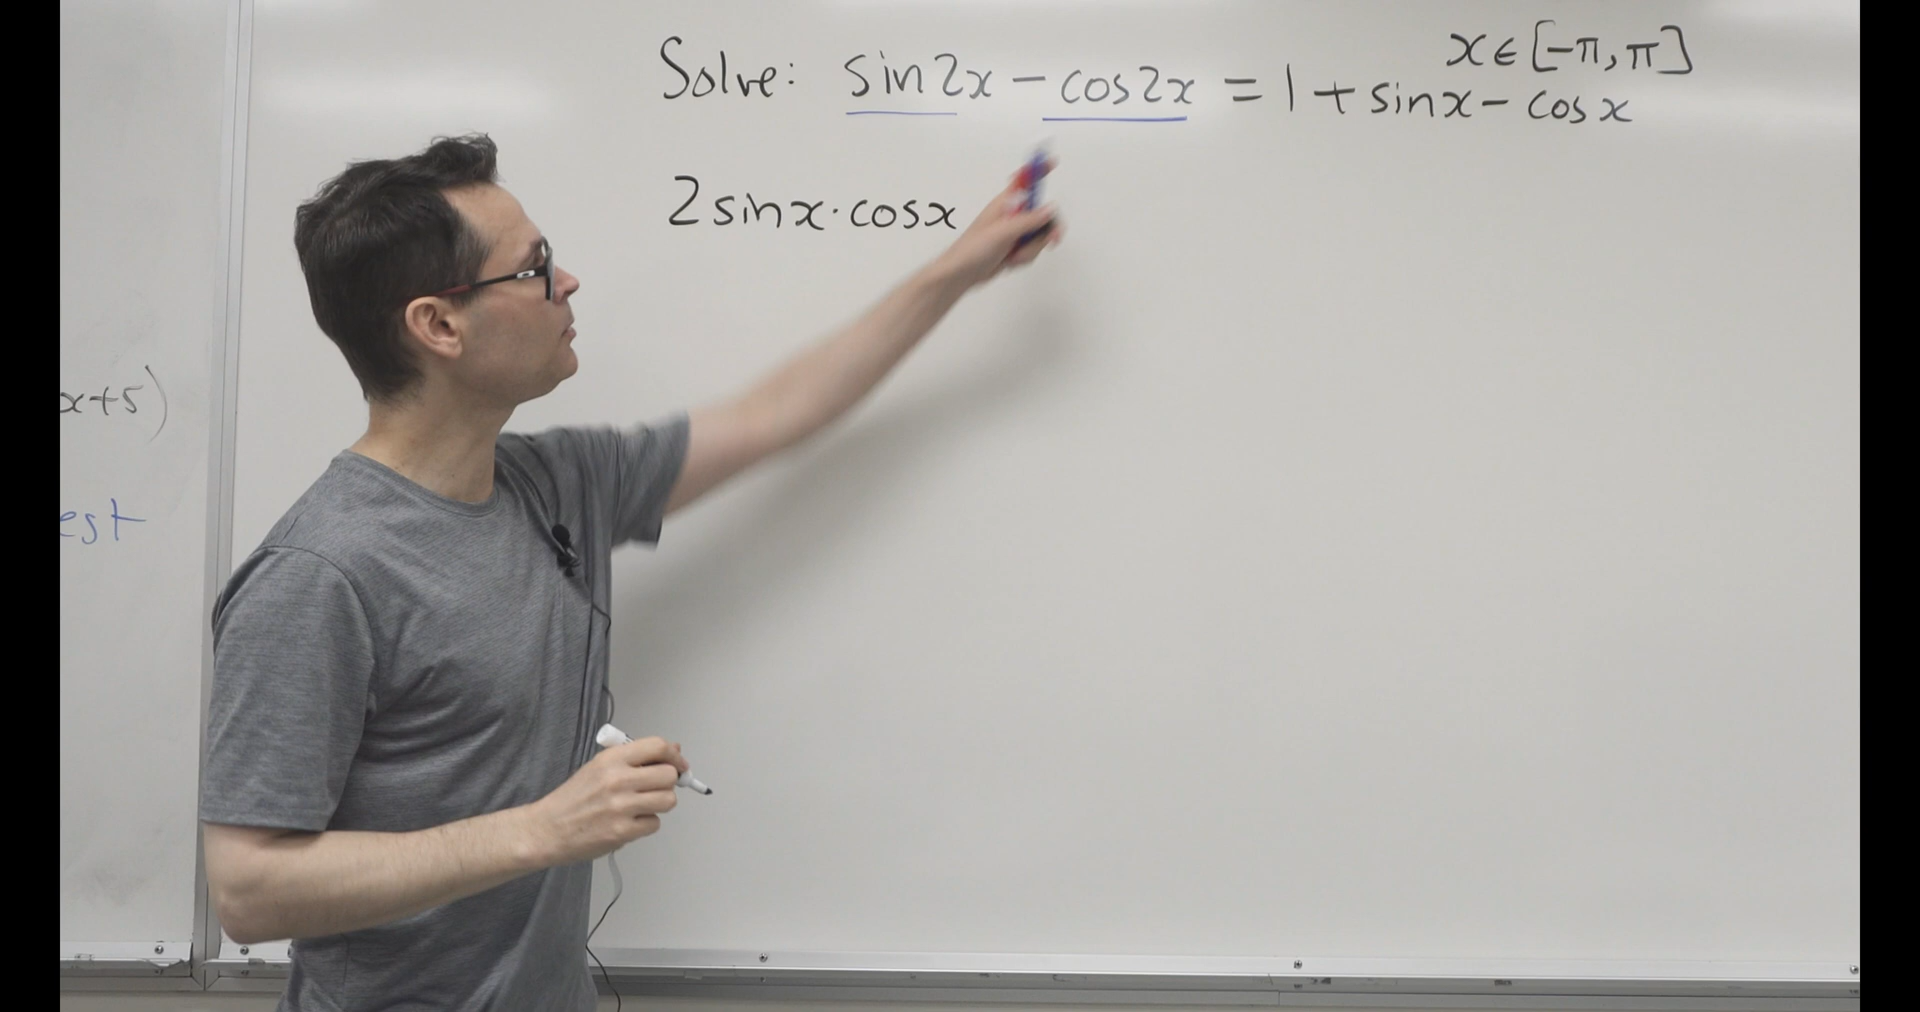 x ∈ [-π, π]
Solve: sin2x - cos2x = 1 + sinx - cosx
2sinx·cosx
x+5)
est